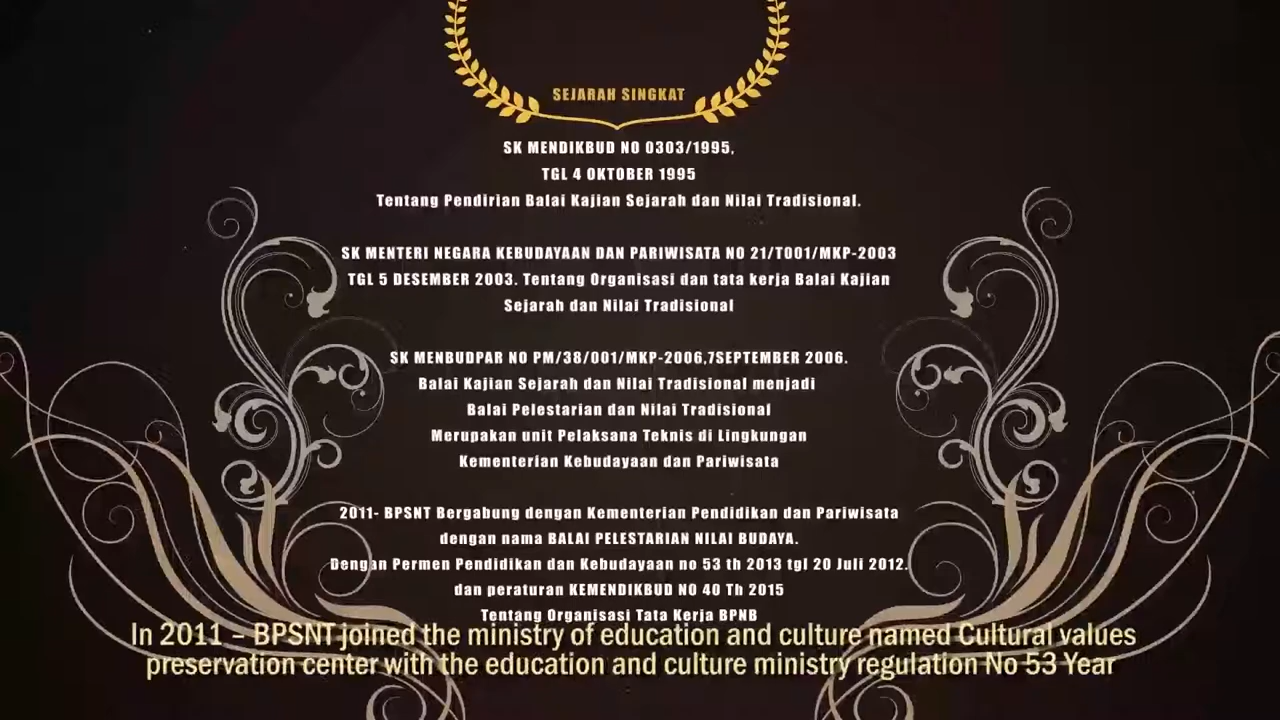 SEJARAH SINGKAT
SK MENDIKBUD NO 0303/1995,
TGL 4 OKTOBER 1995
Tentang Pendirian Balai Kajian Sejarah dan Nilai Tradisional.
SK MENTERI NEGARA KEBUDAYAAN DAN PARIWISATA NO 21/T001/MKP-2003
TGL 5 DESEMBER 2003. Tentang Organisasi dan tata kerja Balai Kajian
Sejarah dan Nilai Tradisional
SK MENBUDPAR NO PM/38/001/MKP-2006,7SEPTEMBER 2006.
Balai Kajian Sejarah dan Nilai Tradisional menjadi
Balai Pelestarian dan Nilai Tradisional
Merupakan unit Pelaksana Teknis di Lingkungan
Kementerian Kebudayaan dan Pariwisata
2011- BPSNT Bergabung dengan Kementerian Pendidikan dan Pariwisata
dengan nama BALAI PELESTARIAN NILAI BUDAYA.
Dengan Permen Pendidikan dan Kebudayaan no 53 th 2013 tgl 20 Juli 2012.
dan peraturan KEMENDIKBUD NO 40 Th 2015
Tentang Organisasi Tata Kerja BPNB
In 2011 – BPSNT joined the ministry of education and culture named Cultural values
preservation center with the education and culture ministry regulation No 53 Year